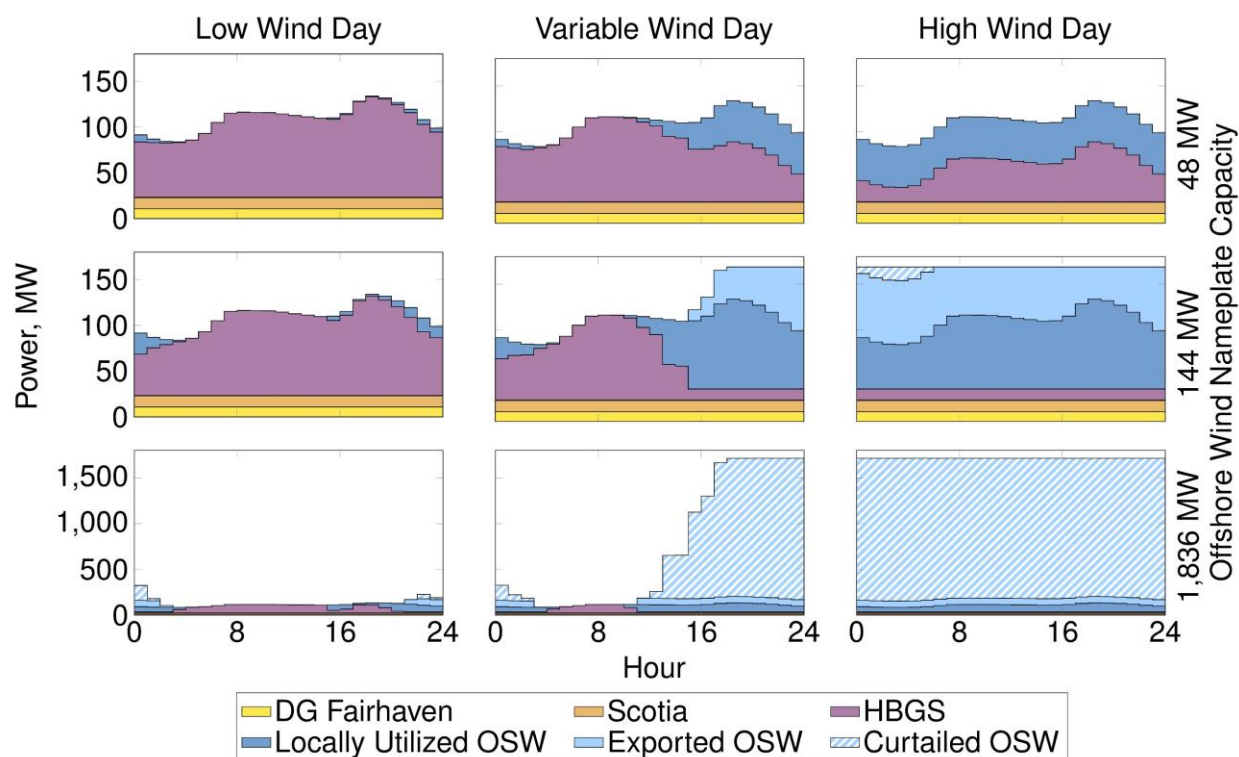 Low Wind Day Variable Wind Day High Wind Day
150
100
50
0
48 MW
150
100
50
0
144 MW
1,500
1,000
500
0
1,836 MW
Power, MW
Offshore Wind Nameplate Capacity
0 8 16 24 0 8 16 24 0 8 16 24
Hour
DG Fairhaven Scotia HBGS
Locally Utilized OSW Exported OSW Curtailed OSW